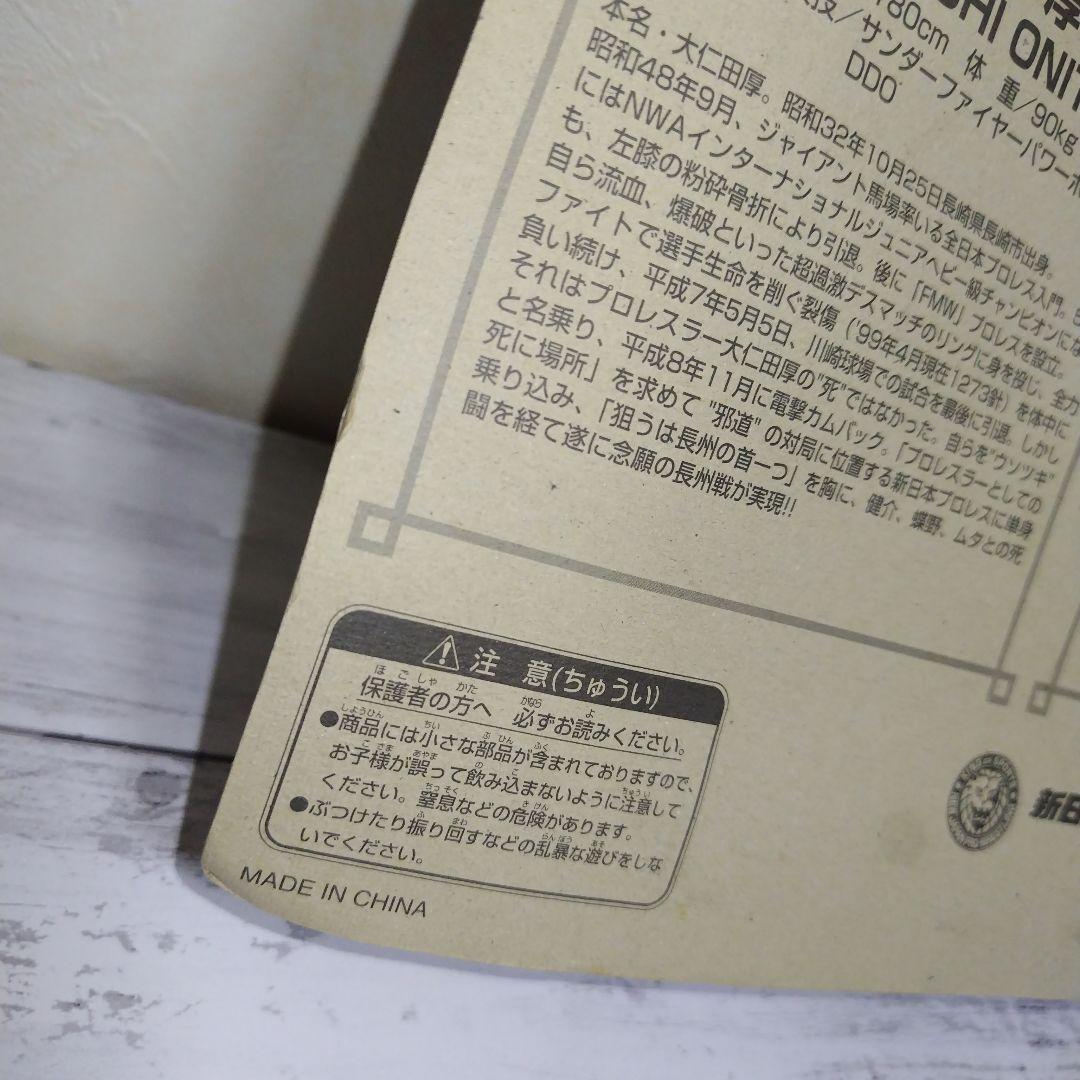 180cm 体 重/90kg
/サンダーファイヤーパワーボ
DDO
本名・大仁田厚。昭和32年10月25日長崎県長崎市出身。
昭和48年9月、ジャイアント馬場率いる全日本プロレス入門。
にはNWAインターナショナルジュニアヘビー級チャンピオンにな
も、左膝の粉砕骨折により引退。後に「FMW」プロレスを設立。
自ら流血、爆破といった超過激デスマッチのリングに身を投じ、全力
ファイトで選手生命を削ぐ裂傷('99年4月現在1273針)を体中に
負い続け、平成7年5月5日、川崎球場での試合を最後に引退。しかし
それはプロレスラー大仁田厚の"死"ではなかった。自らを"ウソツキ"
と名乗り、平成8年11月に電撃カムバック。「プロレスラーとしての
死に場所」を求めて"邪道"の対局に位置する新日本プロレスに単身
乗り込み、「狙うは長州の首一つ」を胸に、健介、蝶野、ムタとの死
闘を経て遂に念願の長州戦が実現!!
注 意(ちゅうい)
保護者の方へ 必ずお読みください。
●商品には小さな部品が含まれておりますので、
お子様が誤って飲み込まないように注意して
ください。窒息などの危険があります。
●ぶつけたり振り回すなどの乱暴な遊びをしな
いでください。
MADE IN CHINA
新日